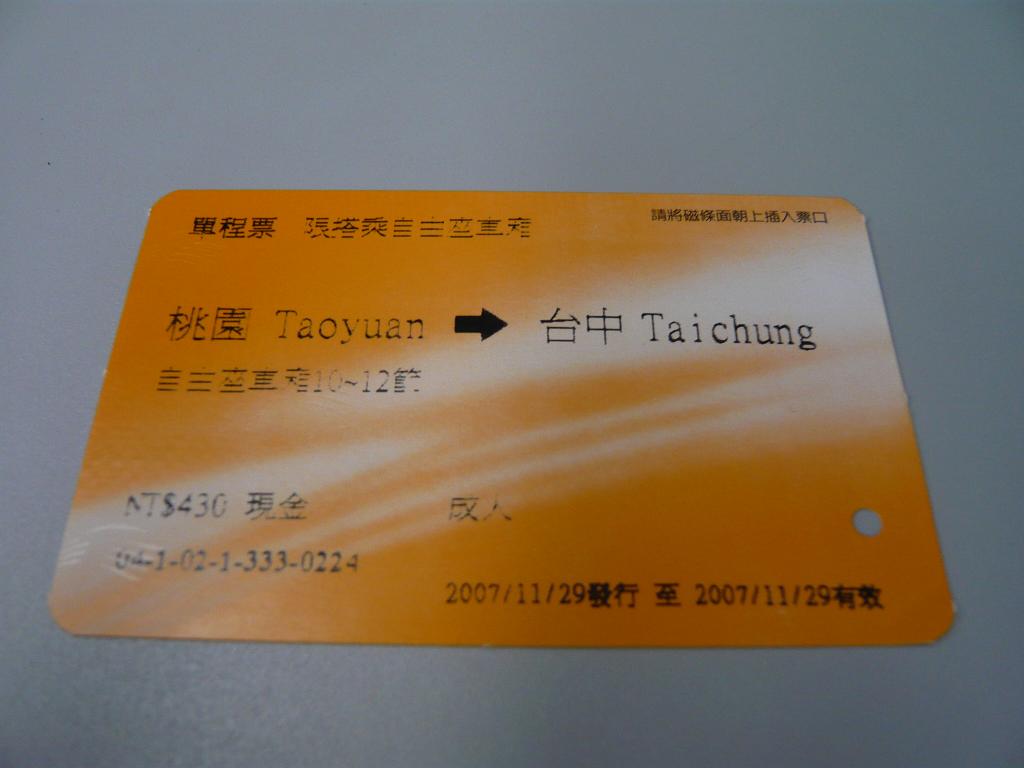 單程票 限搭乘自由座車廂
請將磁條面朝上插入票口
桃園 Taoyuan → 台中 Taichung
自由座車廂10~12節
NT$430 現金 成人
04-1-02-1-333-0224
2007/11/29發行 至 2007/11/29有效